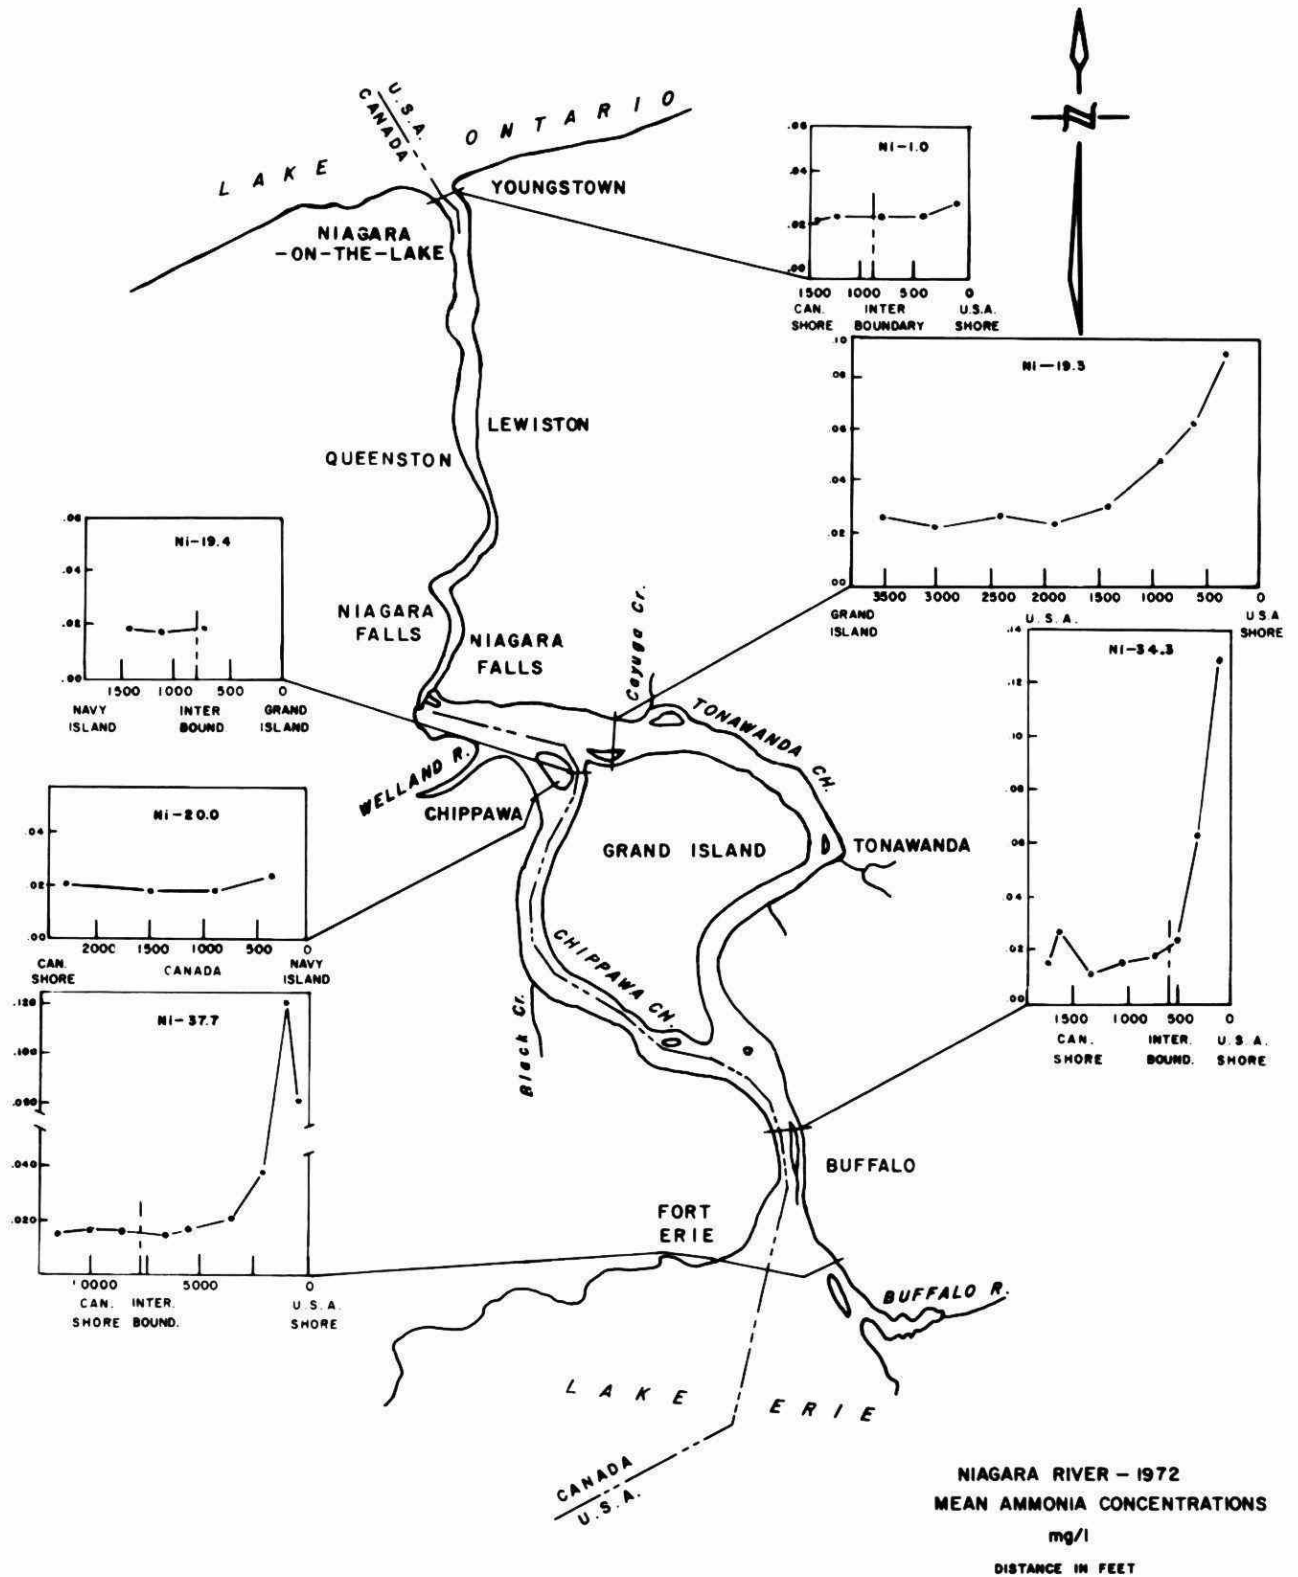 U.S.A.
CANADA
LAKE ONTARIO
YOUNGSTOWN
NIAGARA
-ON-THE-LAKE
N
Ni-1.0
.06
.04
.02
.00
1500 1000 500 0
CAN. INTER U.S.A.
SHORE BOUNDARY SHORE
Ni-19.5
.10
.08
.06
.04
.02
.00
3500 3000 2500 2000 1500 1000 500 0
GRAND U.S.A. U.S.A
ISLAND SHORE
LEWISTON
QUEENSTON
Ni-19.4
.06
.04
.02
.00
1500 1000 500 0
NAVY INTER GRAND
ISLAND BOUND. ISLAND
NIAGARA
FALLS
NIAGARA
FALLS
Cayuga Cr.
TONAWANDA CH.
WELLAND R.
CHIPPAWA
GRAND ISLAND
TONAWANDA
Ni-34.3
.14
.12
.10
.08
.06
.04
.02
.00
1500 1000 500 0
CAN. INTER. U.S.A.
SHORE BOUND. SHORE
Ni-20.0
.04
.02
.00
2000 1500 1000 500 0
CAN. CANADA NAVY
SHORE ISLAND
CHIPPAWA CH.
Black Cr.
Ni-37.7
.120
.100
.080
.040
.020
10000 5000 0
CAN. INTER. U.S.A.
SHORE BOUND. SHORE
BUFFALO
FORT
ERIE
BUFFALO R.
LAKE ERIE
CANADA
U.S.A.
NIAGARA RIVER - 1972
MEAN AMMONIA CONCENTRATIONS
mg/l
DISTANCE IN FEET